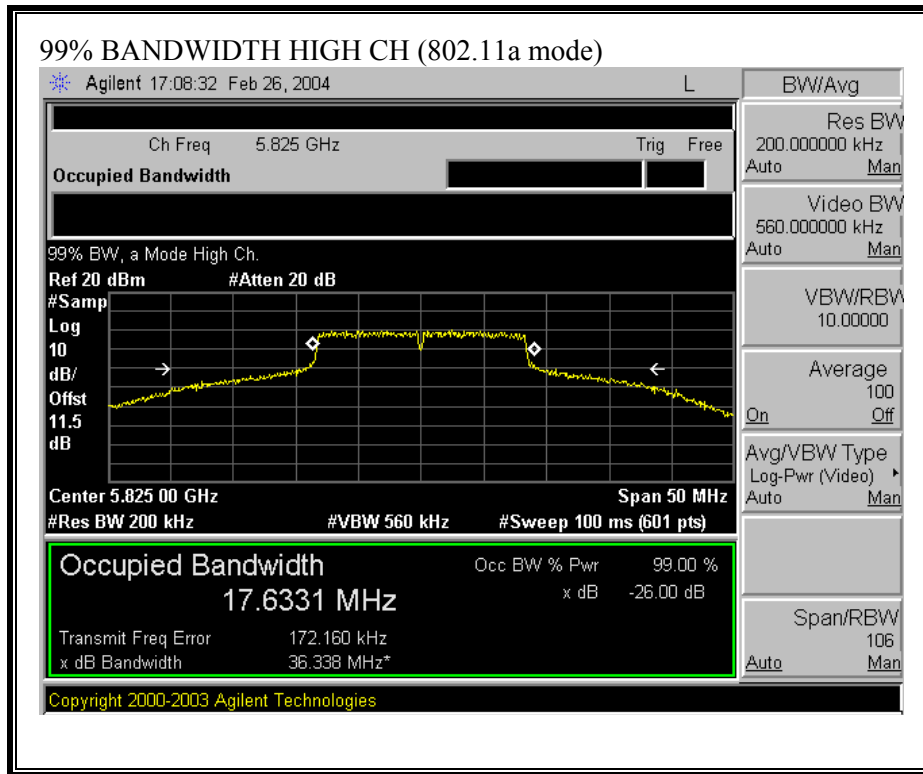 99% BANDWIDTH HIGH CH (802.11a mode)
Agilent 17:08:32 Feb 26, 2004 L
Ch Freq 5.825 GHz Trig Free
Occupied Bandwidth
99% BW, a Mode High Ch.
Ref 20 dBm #Atten 20 dB
#Samp
Log
10
dB/
Offst
11.5
dB
Center 5.825 00 GHz Span 50 MHz
#Res BW 200 kHz #VBW 560 kHz #Sweep 100 ms (601 pts)
Occupied Bandwidth Occ BW % Pwr 99.00 %
17.6331 MHz x dB -26.00 dB
Transmit Freq Error 172.160 kHz
x dB Bandwidth 36.338 MHz*
Copyright 2000-2003 Agilent Technologies
BW/Avg
Res BW
200.000000 kHz
Auto Man
Video BW
560.000000 kHz
Auto Man
VBW/RBW
10.00000
Average
100
On Off
Avg/VBW Type
Log-Pwr (Video)
Auto Man
Span/RBW
106
Auto Man